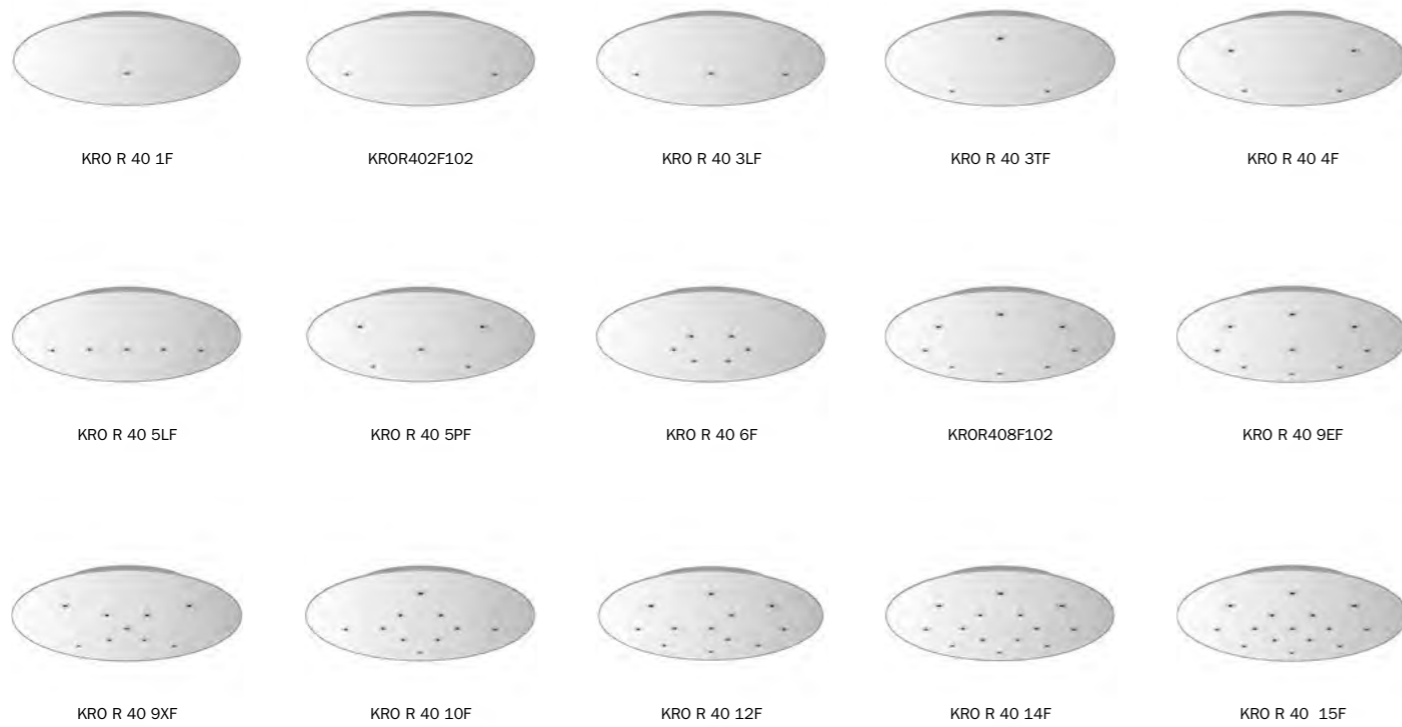 KRO R 40 1F
KROR402F102
KRO R 40 3LF
KRO R 40 3TF
KRO R 40 4F
KRO R 40 5LF
KRO R 40 5PF
KRO R 40 6F
KROR408F102
KRO R 40 9EF
KRO R 40 9XF
KRO R 40 10F
KRO R 40 12F
KRO R 40 14F
KRO R 40  15F